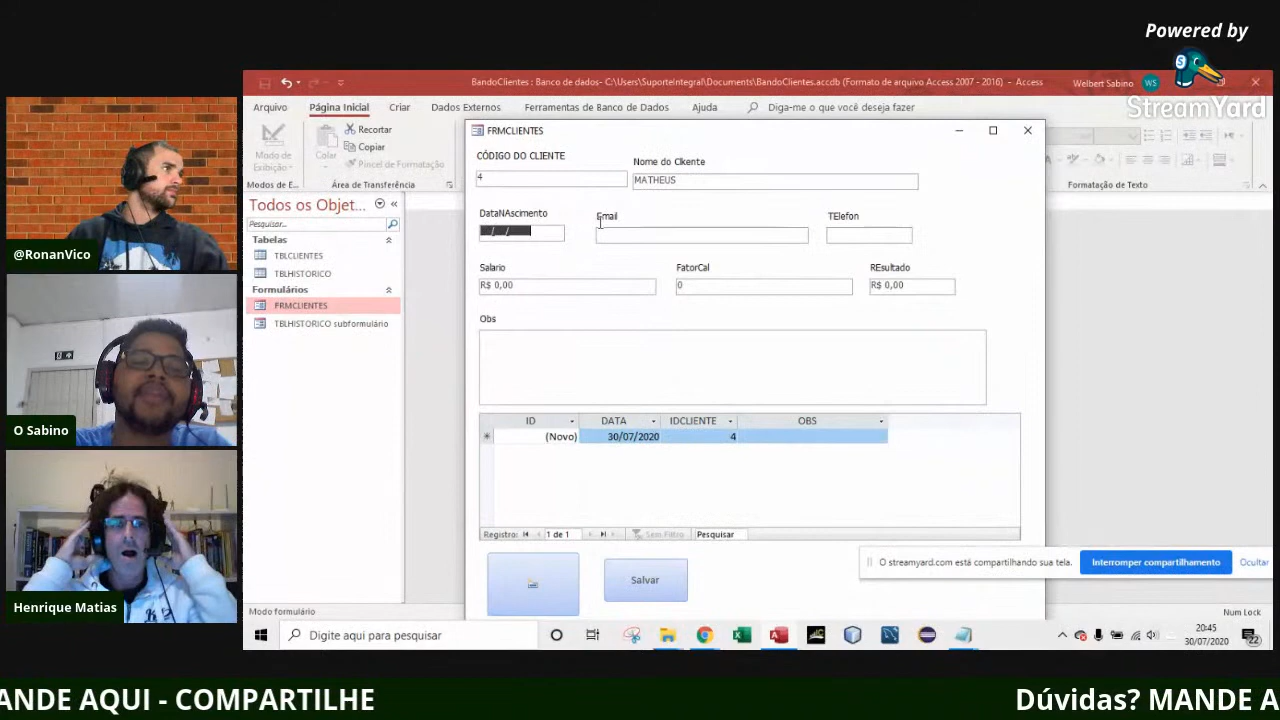 Powered by
StreamYard
BandoClientes : Banco de dados- C:\Users\SuporteIntegral\Documents\BandoClientes.accdb (Formato de arquivo Access 2007 - 2016) — Access
Welbert Sabino
WS
Arquivo
Página Inicial
Criar
Dados Externos
Ferramentas de Banco de Dados
Ajuda
Diga-me o que você deseja fazer
Modo de
Exibição
Modos de E...
Colar
Recortar
Copiar
Pincel de Formatação
Área de Transferência
Formatação de Texto
Todos os Objet...
Pesquisar...
Tabelas
TBLCLIENTES
TBLHISTORICO
Formulários
FRMCLIENTES
TBLHISTORICO subformulário
FRMCLIENTES
CÓDIGO DO CLIENTE
4
Nome do Clkente
MATHEUS
DataNAscimento
_/_/__
Email
TElefon
Salario
R$ 0,00
FatorCal
0
REsultado
R$ 0,00
Obs
ID
DATA
IDCLIENTE
OBS
(Novo)
30/07/2020
4
Registro:
1 de 1
Sem Filtro
Pesquisar
Salvar
O streamyard.com está compartilhando sua tela.
Interromper compartilhamento
Ocultar
Modo formulário
Num Lock
Digite aqui para pesquisar
20:45
30/07/2020
22
@RonanVico
O Sabino
Henrique Matias
ANDE AQUI - COMPARTILHE
Dúvidas? MANDE A